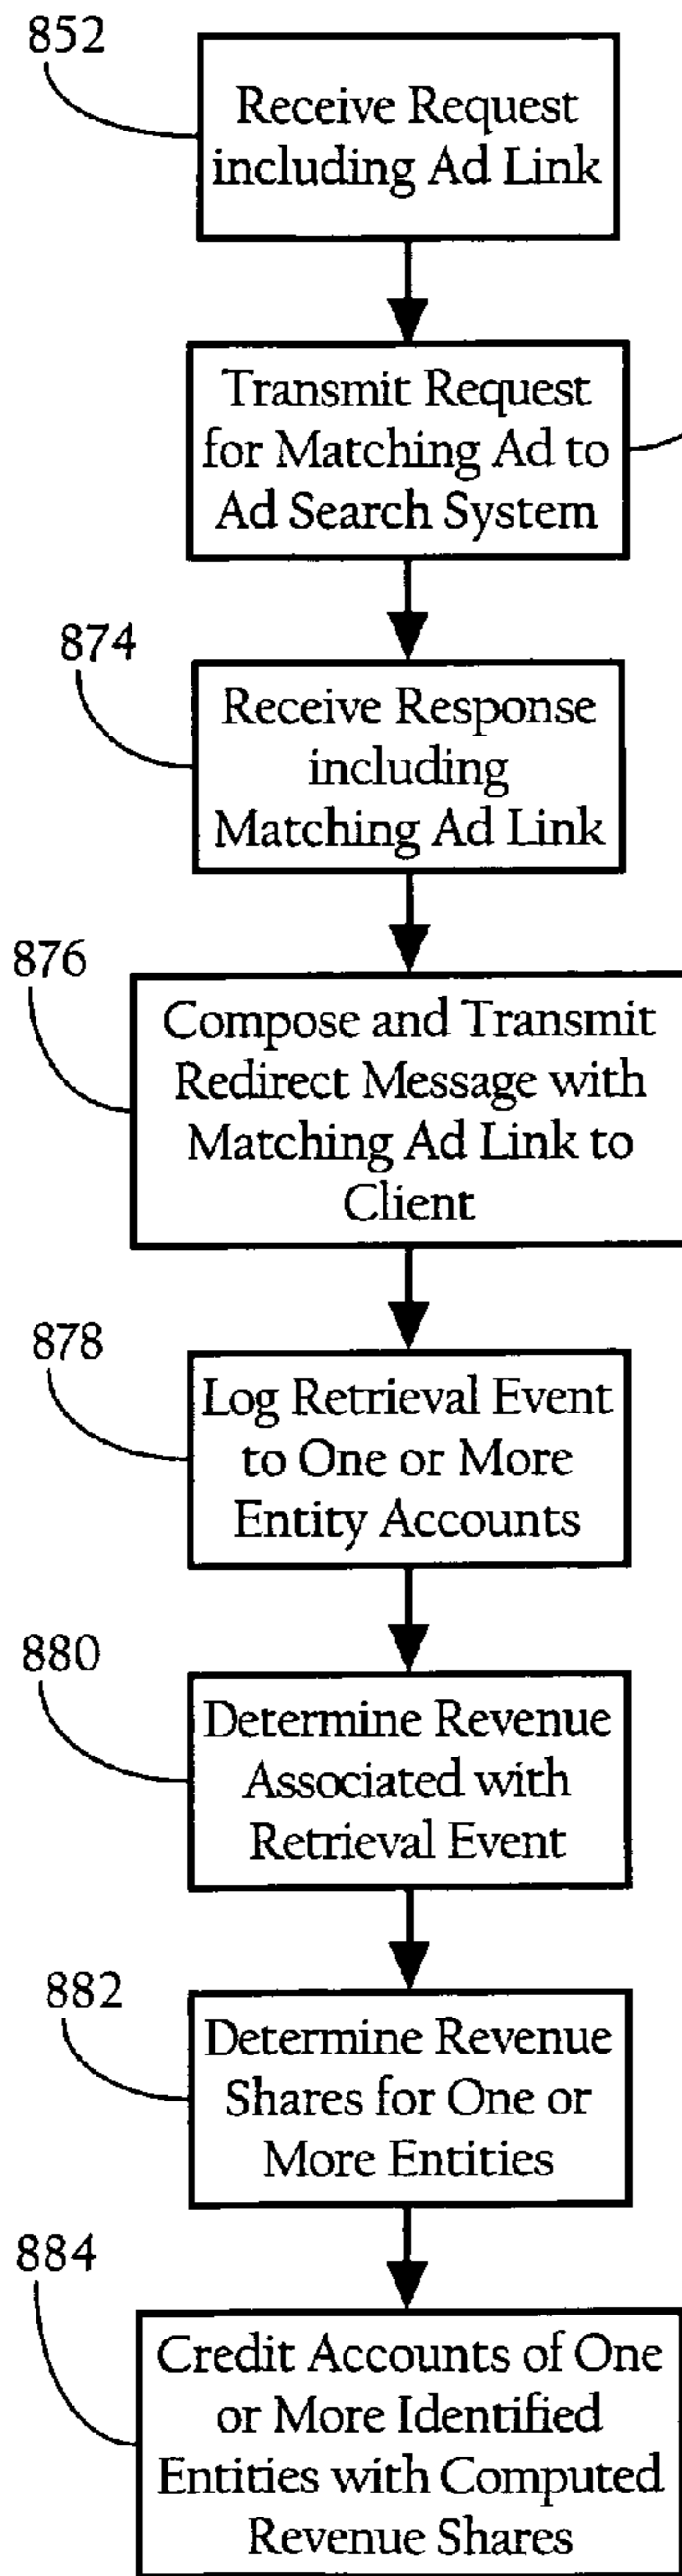 852
Receive Request
including Ad Link
Transmit Request
for Matching Ad to
Ad Search System
874
Receive Response
including
Matching Ad Link
876
Compose and Transmit
Redirect Message with
Matching Ad Link to
Client
878
Log Retrieval Event
to One or More
Entity Accounts
880
Determine Revenue
Associated with
Retrieval Event
882
Determine Revenue
Shares for One or
More Entities
884
Credit Accounts of One
or More Identified
Entities with Computed
Revenue Shares